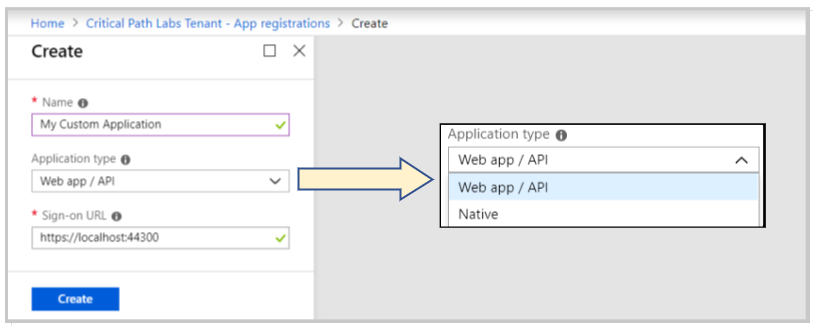 Home > Critical Path Labs Tenant - App registrations > Create
Create
* Name
My Custom Application
Application type
Web app / API
* Sign-on URL
https://localhost:44300
Create
Application type
Web app / API
Web app / API
Native